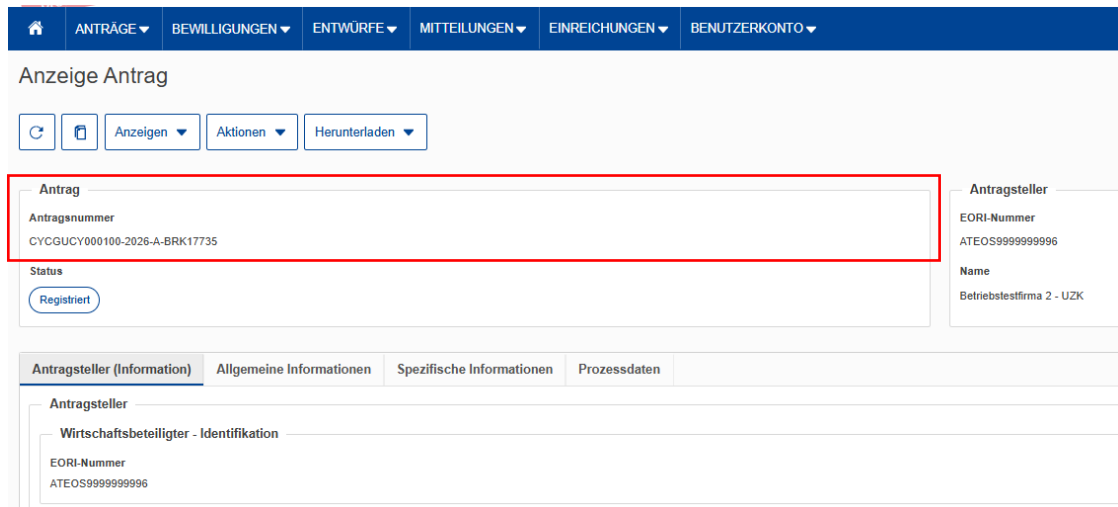 ANTRÄGE BEWILLIGUNGEN ENTWÜRFE MITTEILUNGEN EINREICHUNGEN BENUTZERKONTO
Anzeige Antrag
Anzeigen Aktionen Herunterladen
Antrag
Antragsnummer
CYCGUCY000100-2026-A-BRK17735
Status
Registriert
Antragsteller
EORI-Nummer
ATEOS9999999996
Name
Betriebstestfirma 2 - UZK
Antragsteller (Information) Allgemeine Informationen Spezifische Informationen Prozessdaten
Antragsteller
Wirtschaftsbeteiligter - Identifikation
EORI-Nummer
ATEOS9999999996